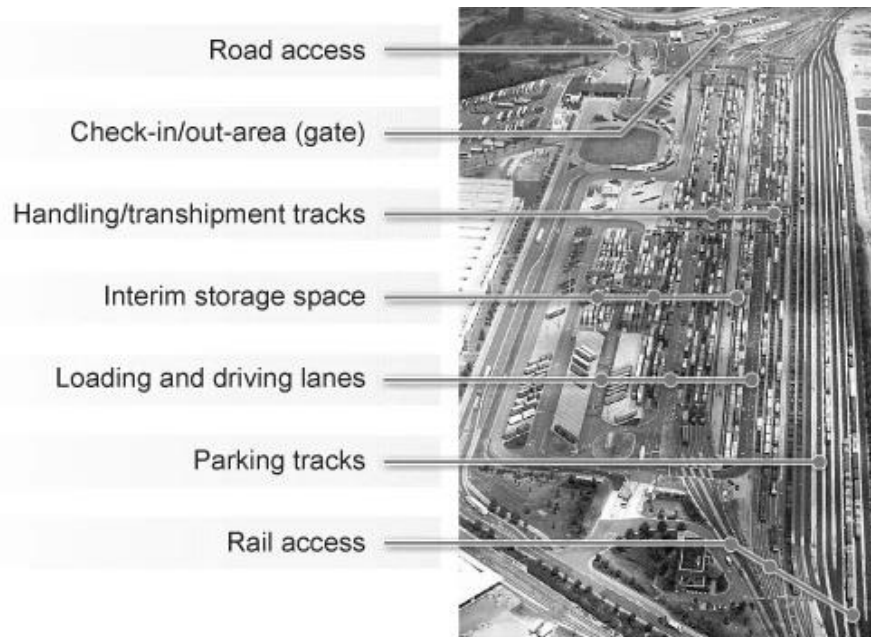 Road access
Check-in/out-area (gate)
Handling/transhipment tracks
Interim storage space
Loading and driving lanes
Parking tracks
Rail access